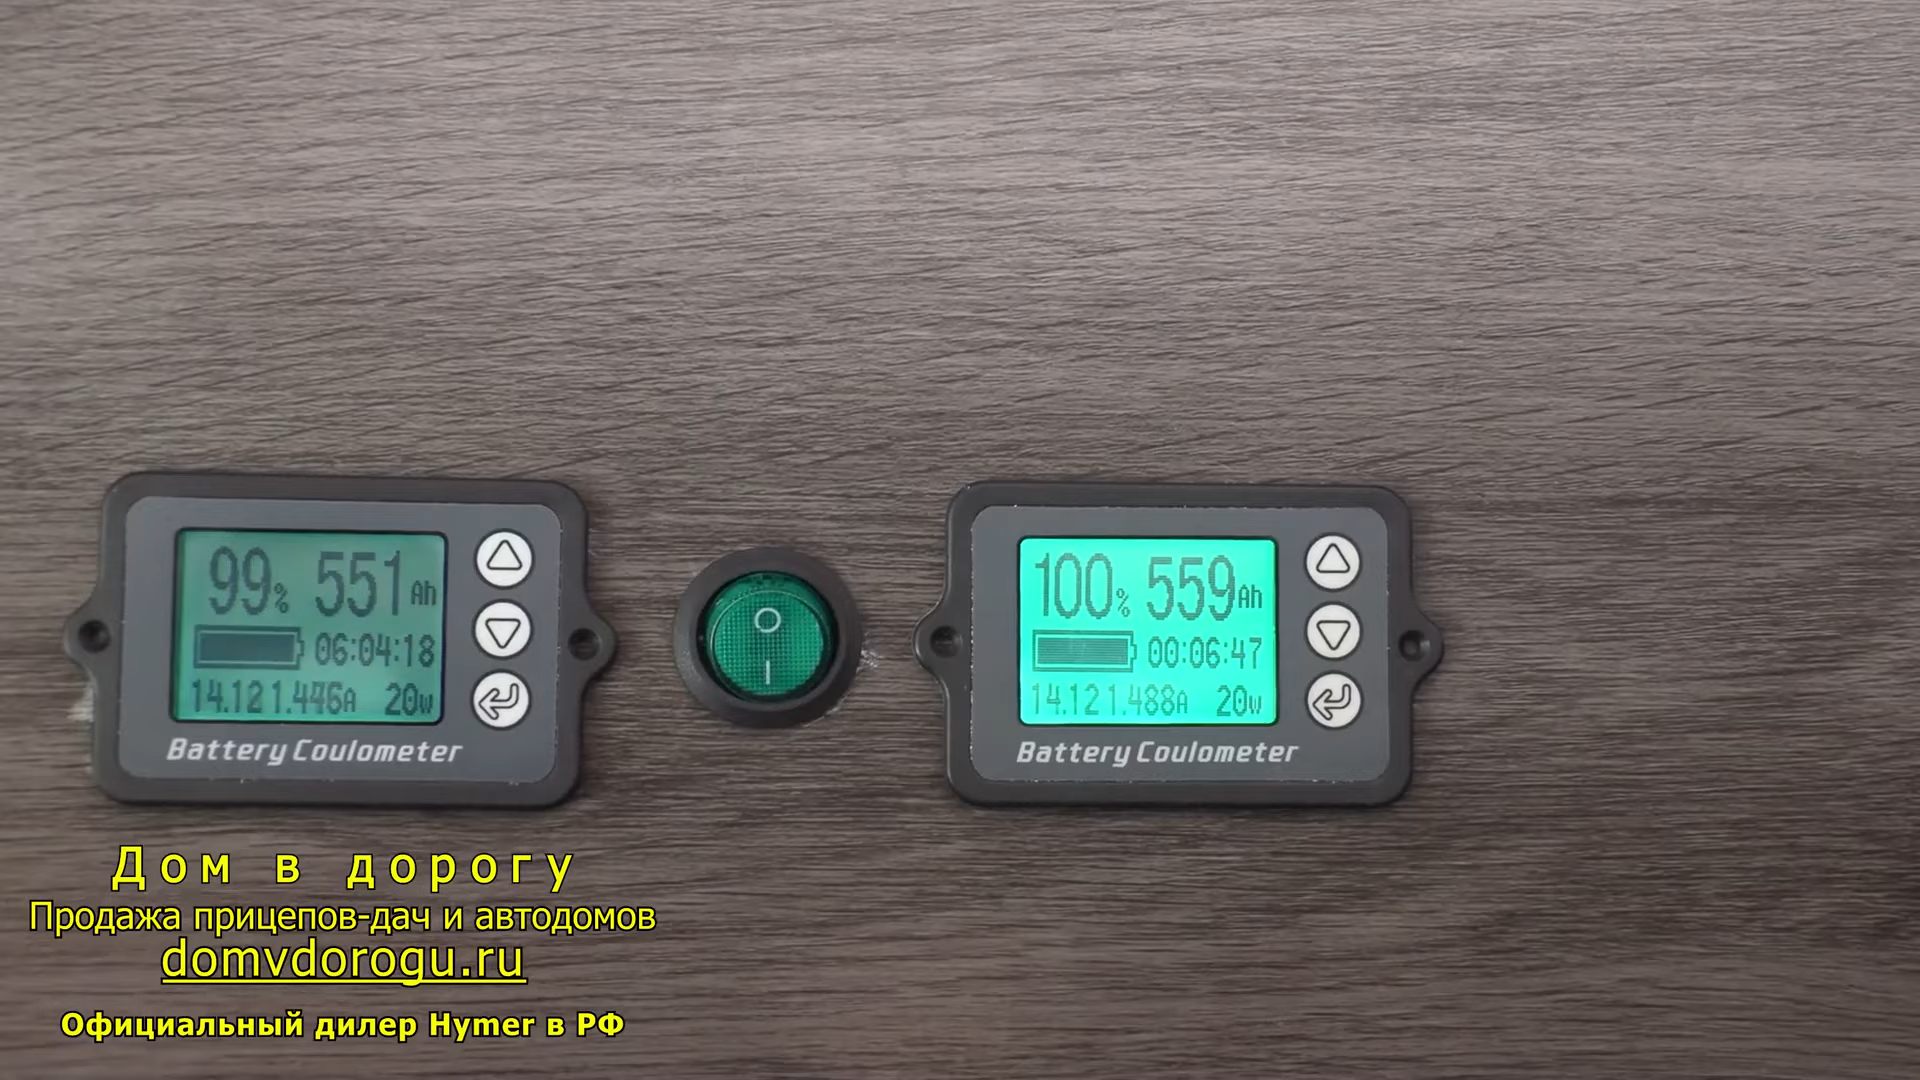 99% 551Ah
06:04:18
14.12 1.446A 20w
Battery Coulometer
O
I
100% 559Ah
00:06:47
14.12 1.488A 20w
Battery Coulometer
Дом в дорогу
Продажа прицепов-дач и автодомов
domvdorogu.ru
Официальный дилер Hymer в РФ